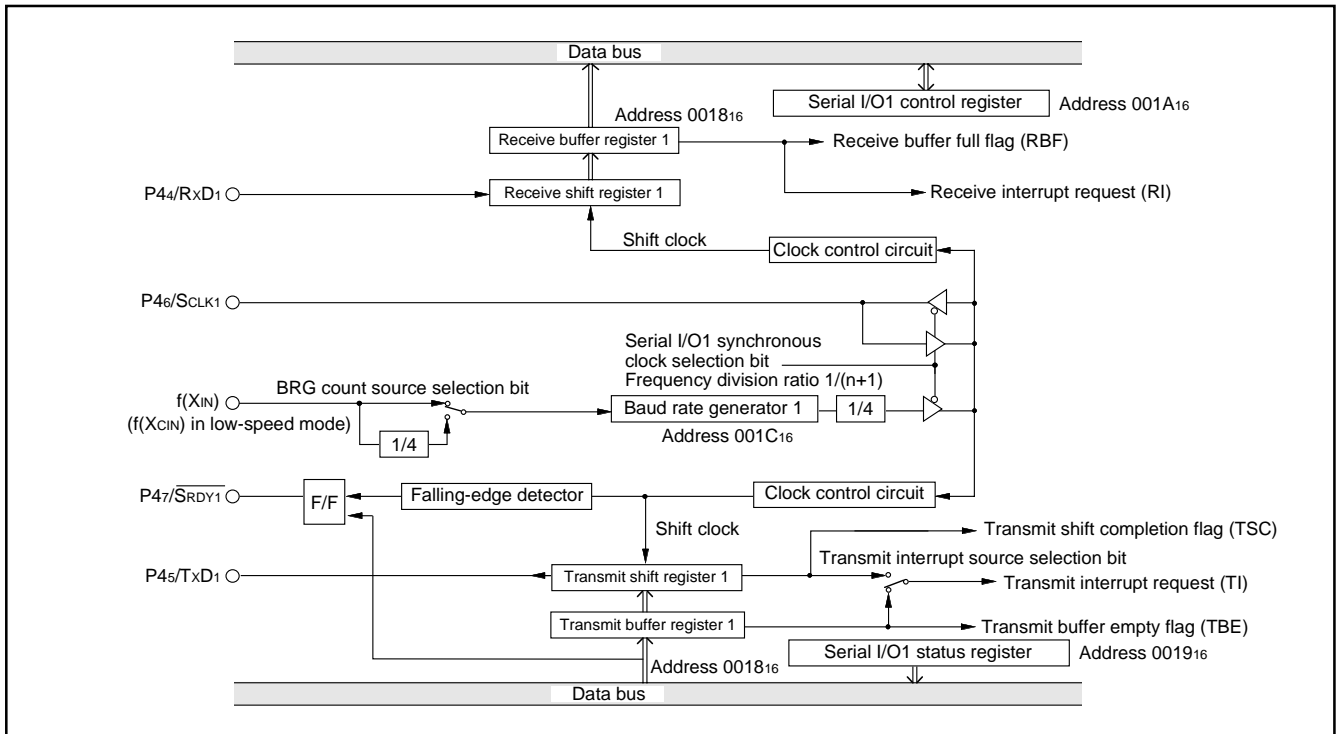 Data bus
Serial I/O1 control register Address 001A16
Address 001816
Receive buffer register 1 Receive buffer full flag (RBF)
P44/RXD1 Receive shift register 1 Receive interrupt request (RI)
Shift clock Clock control circuit
P46/SCLK1
Serial I/O1 synchronous
clock selection bit
Frequency division ratio 1/(n+1)
BRG count source selection bit
f(XIN) Baud rate generator 1 1/4
(f(XCIN) in low-speed mode)
1/4 Address 001C16
P47/SRDY1 F/F Falling-edge detector Clock control circuit
Shift clock Transmit shift completion flag (TSC)
Transmit interrupt source selection bit
P45/TXD1 Transmit shift register 1 Transmit interrupt request (TI)
Transmit buffer register 1 Transmit buffer empty flag (TBE)
Address 001816 Serial I/O1 status register Address 001916
Data bus